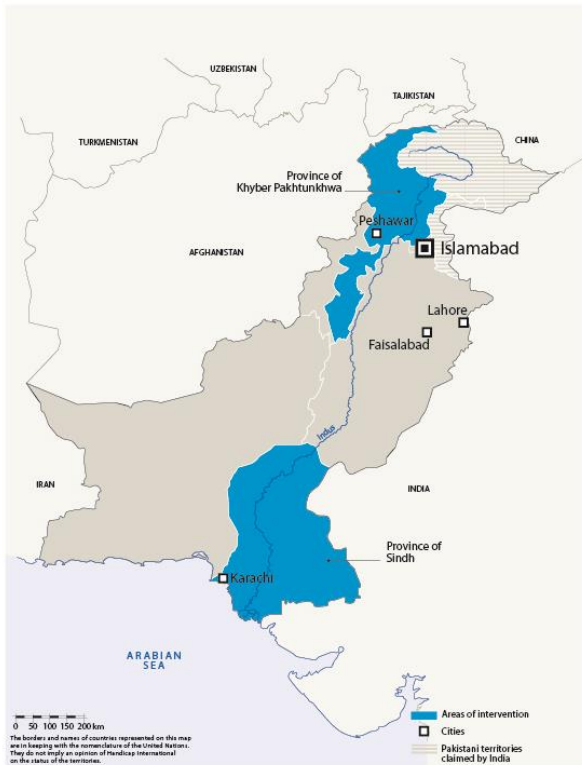 UZBEKISTAN
TAJIKISTAN
TURKMENISTAN
CHINA
Province of
Khyber Pakhtunkhwa
Peshawar
Islamabad
AFGHANISTAN
Lahore
Faisalabad
Indus
IRAN
INDIA
Province of
Sindh
Karachi
ARABIAN
SEA
0 50 100 150 200 km
The borders and names of countries represented on this map
are in keeping with the nomenclature of the United Nations.
They do not imply an opinion of Handicap International
on the status of the territories.
Areas of intervention
Cities
Pakistani territories
claimed by India